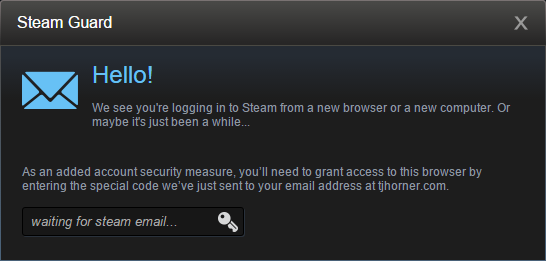 Steam Guard
X
Hello!
We see you're logging in to Steam from a new browser or a new computer. Or
maybe it's just been a while...
As an added account security measure, you’ll need to grant access to this browser by
entering the special code we’ve just sent to your email address at tjhorner.com.
waiting for steam email...